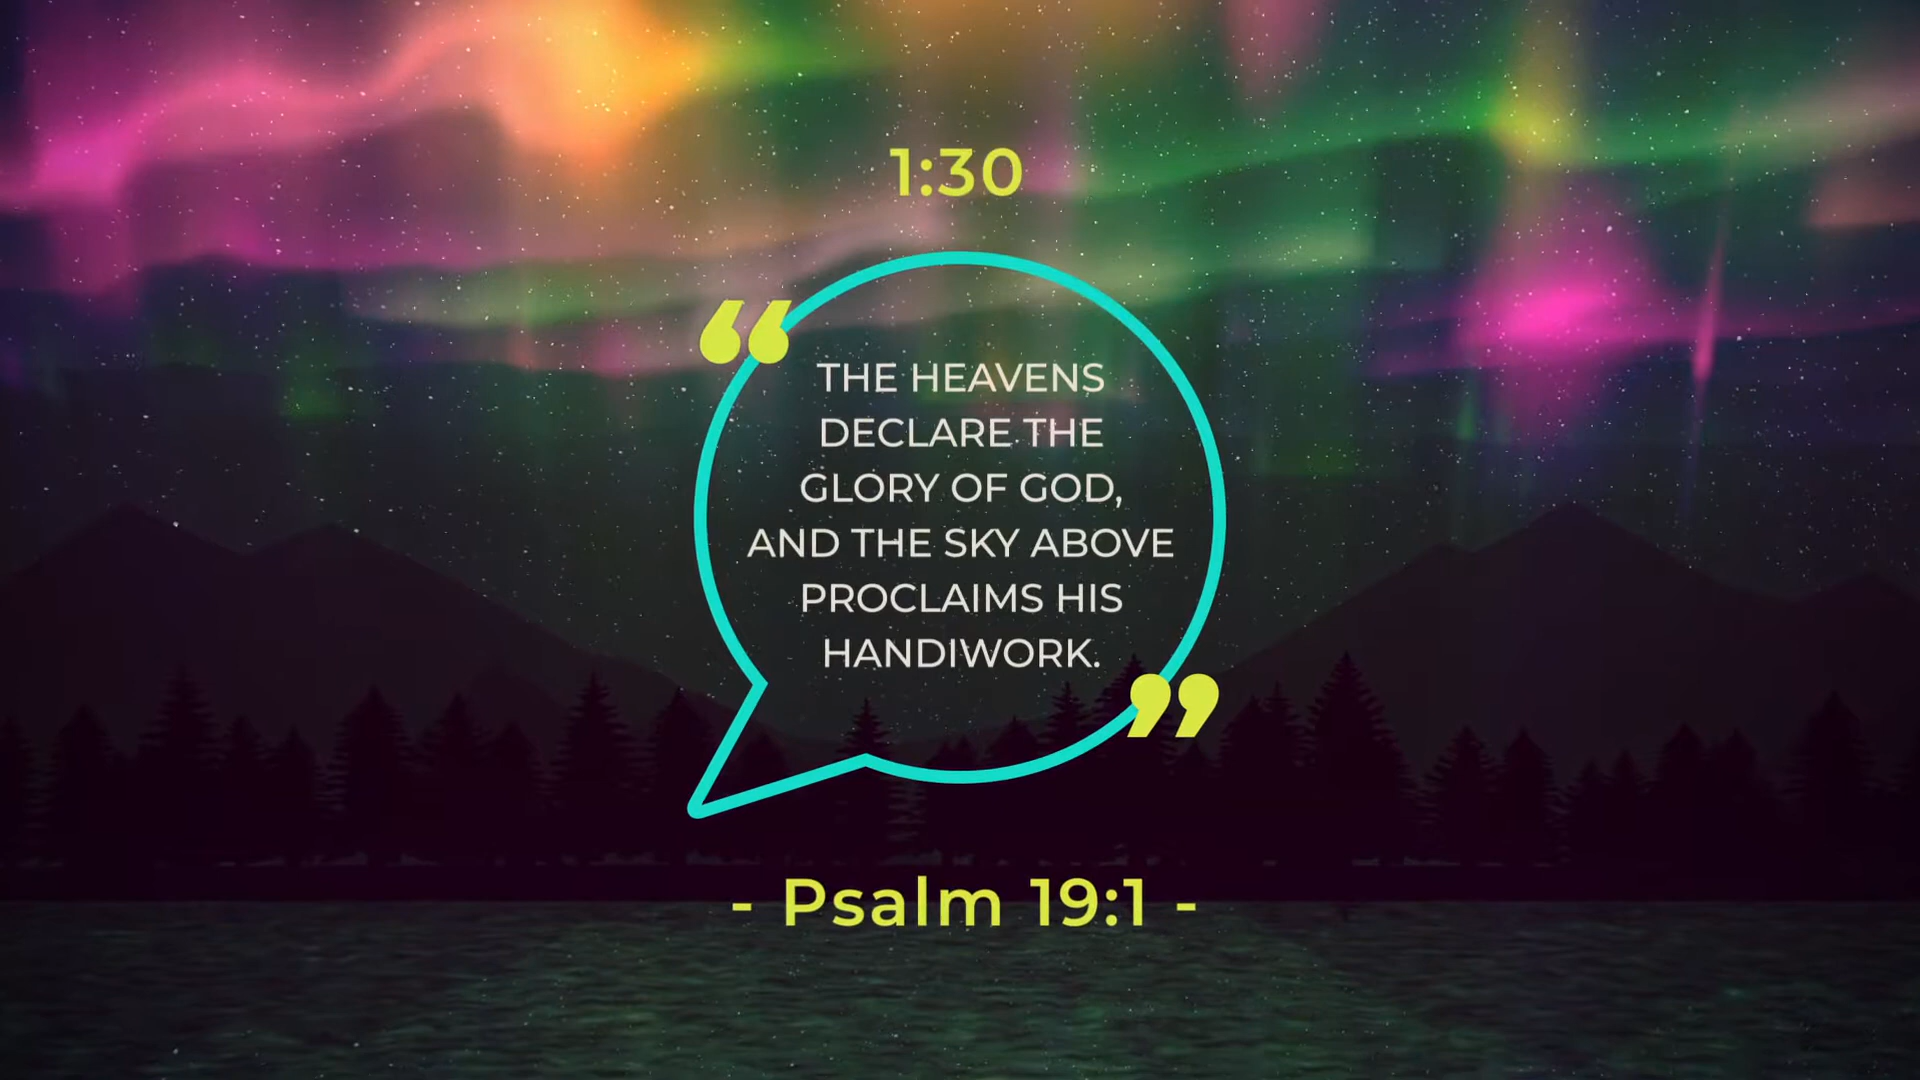 1:30
“
THE HEAVENS
DECLARE THE
GLORY OF GOD,
AND THE SKY ABOVE
PROCLAIMS HIS
HANDIWORK.
”
- Psalm 19:1 -